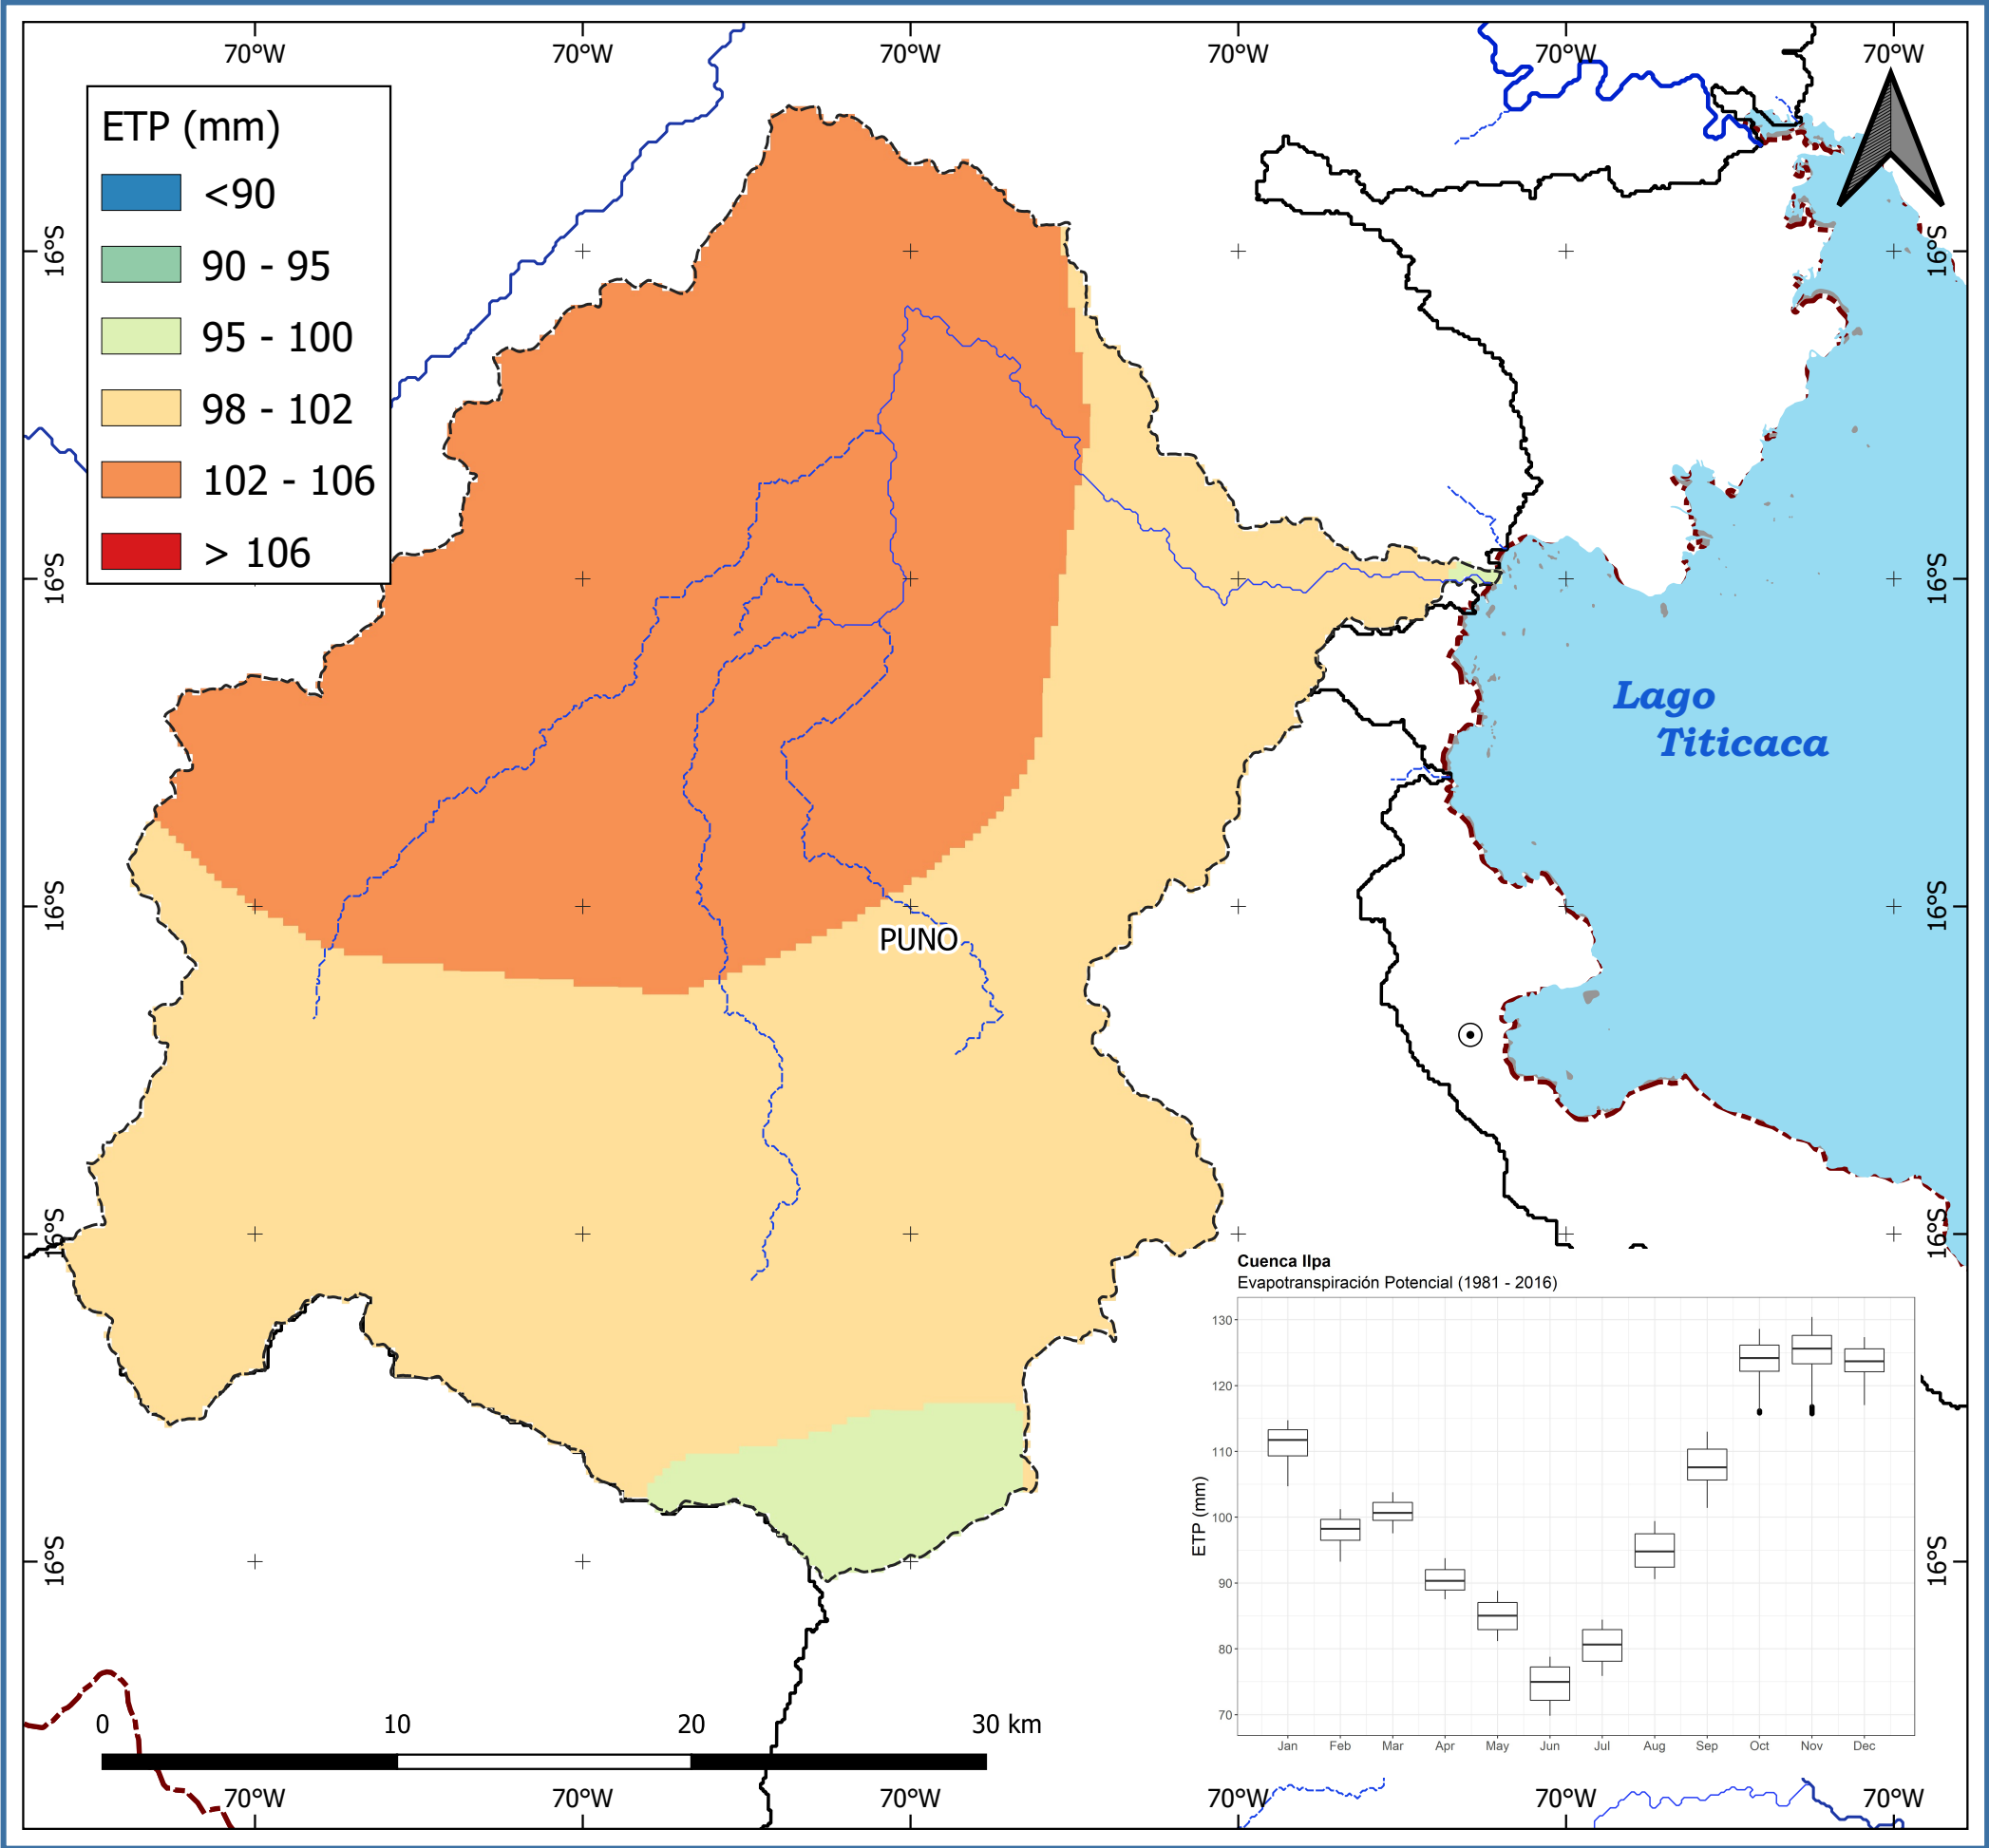 70°W 70°W 70°W 70°W 70°W 70°W
ETP (mm)
<90
90 - 95
95 - 100
98 - 102
102 - 106
> 106
16°S 16°S
16°S 16°S
Lago
Titicaca
16°S 16°S
PUNO
16°S 16°S
Cuenca Ilpa
Evapotranspiración Potencial (1981 - 2016)
130
120
110
100
90
80
70
ETP (mm)
Jan Feb Mar Apr May Jun Jul Aug Sep Oct Nov Dec
16°S 16°S
0 10 20 30 km
70°W 70°W 70°W 70°W 70°W 70°W